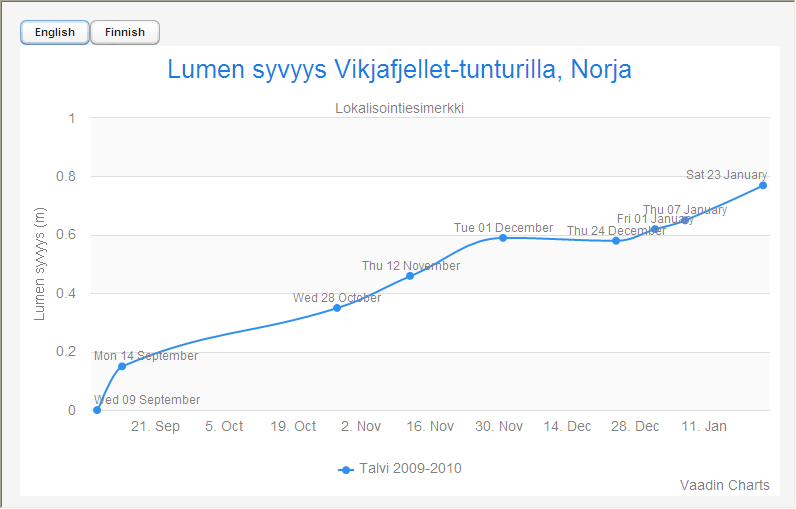 English Finnish
Lumen syvyys Vikjafjellet-tunturilla, Norja
Lokalisointiesimerkki
1
0.8
0.6
0.4
0.2
0
Lumen syvyys (m)
Wed 09 September
Mon 14 September
Wed 28 October
Thu 12 November
Tue 01 December
Thu 24 December
Fri 01 January
Thu 07 January
Sat 23 January
21. Sep 5. Oct 19. Oct 2. Nov 16. Nov 30. Nov 14. Dec 28. Dec 11. Jan
Talvi 2009-2010
Vaadin Charts